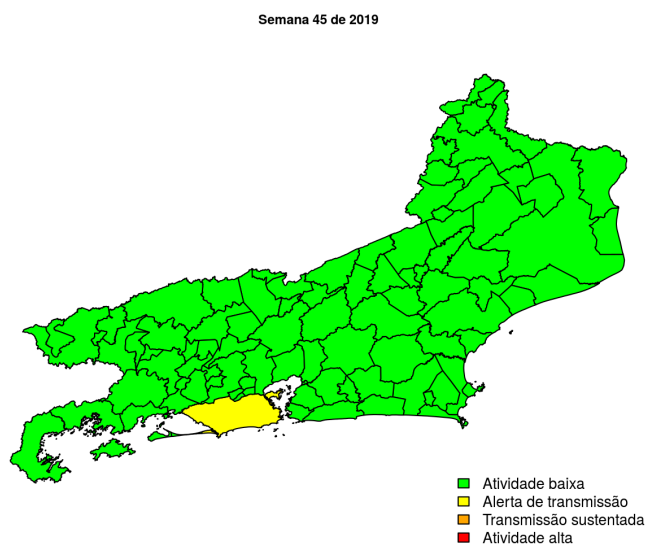 Semana 45 de 2019
Atividade baixa
Alerta de transmissão
Transmissão sustentada
Atividade alta